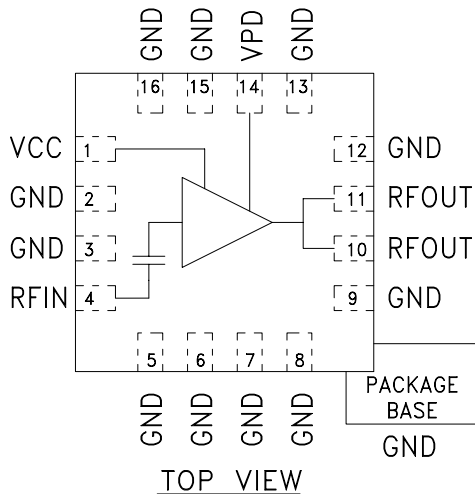 GND GND VPD GND
16 15 14 13
VCC 1 12 GND
GND 2 11 RFOUT
GND 3 10 RFOUT
RFIN 4 9 GND
5 6 7 8
GND GND GND GND
PACKAGE
BASE
GND
TOP VIEW